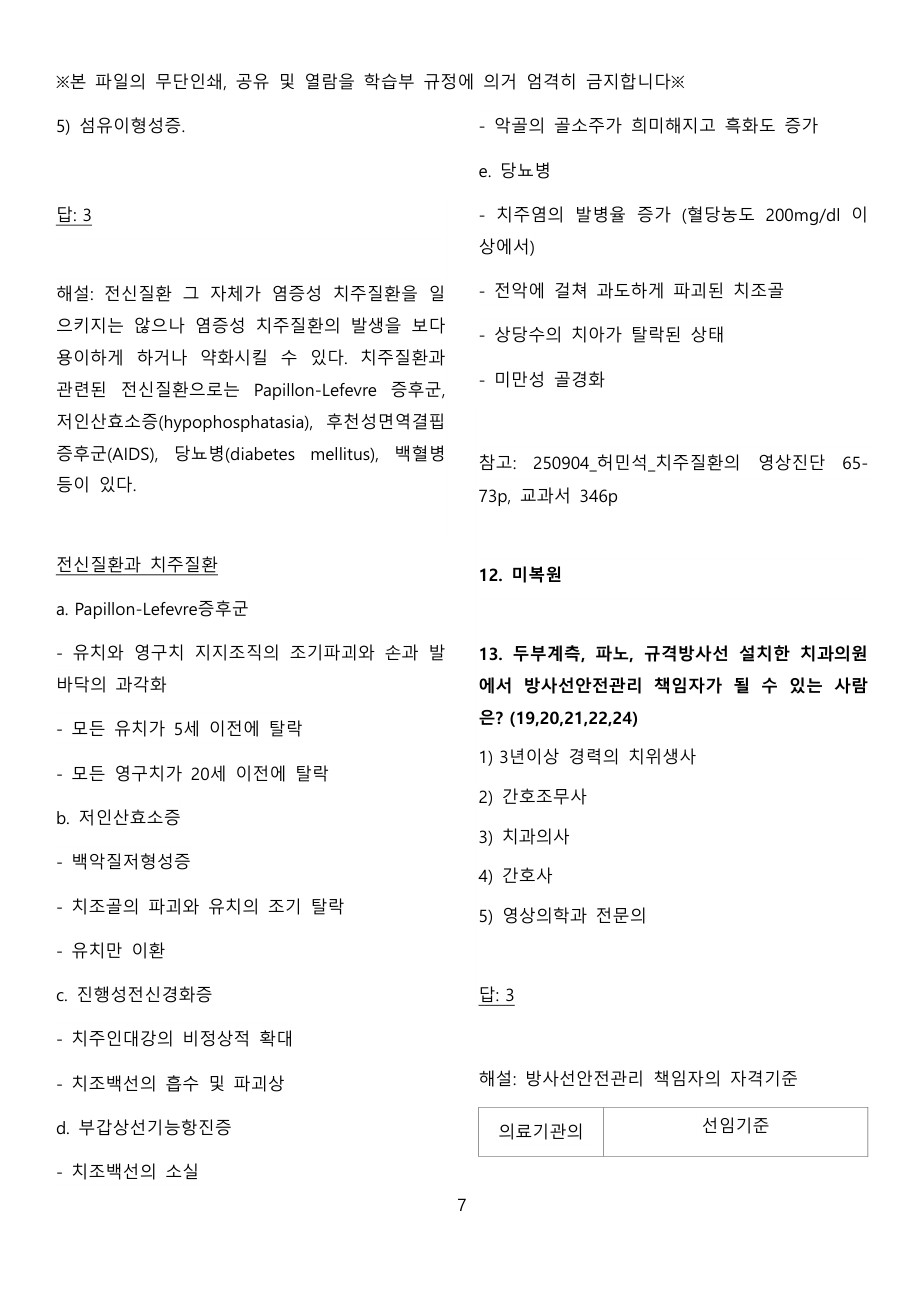 ※본 파일의 무단인쇄, 공유 및 열람을 학습부 규정에 의거 엄격히 금지합니다※
5) 섬유이형성증.
답: 3
해설: 전신질환 그 자체가 염증성 치주질환을 일
으키지는 않으나 염증성 치주질환의 발생을 보다
용이하게 하거나 약화시킬 수 있다. 치주질환과
관련된 전신질환으로는 Papillon-Lefevre 증후군,
저인산효소증(hypophosphatasia), 후천성면역결핍
증후군(AIDS), 당뇨병(diabetes mellitus), 백혈병
등이 있다.
전신질환과 치주질환
a. Papillon-Lefevre증후군
- 유치와 영구치 지지조직의 조기파괴와 손과 발
바닥의 과각화
- 모든 유치가 5세 이전에 탈락
- 모든 영구치가 20세 이전에 탈락
b. 저인산효소증
- 백악질저형성증
- 치조골의 파괴와 유치의 조기 탈락
- 유치만 이환
c. 진행성전신경화증
- 치주인대강의 비정상적 확대
- 치조백선의 흡수 및 파괴상
d. 부갑상선기능항진증
- 치조백선의 소실
- 악골의 골소주가 희미해지고 흑화도 증가
e. 당뇨병
- 치주염의 발병율 증가 (혈당농도 200mg/dl 이
상에서)
- 전악에 걸쳐 과도하게 파괴된 치조골
- 상당수의 치아가 탈락된 상태
- 미만성 골경화
참고: 250904_허민석_치주질환의 영상진단 65-
73p, 교과서 346p
12. 미복원
13. 두부계측, 파노, 규격방사선 설치한 치과의원
에서 방사선안전관리 책임자가 될 수 있는 사람
은? (19,20,21,22,24)
1) 3년이상 경력의 치위생사
2) 간호조무사
3) 치과의사
4) 간호사
5) 영상의학과 전문의
답: 3
해설: 방사선안전관리 책임자의 자격기준
의료기관의
선임기준
7